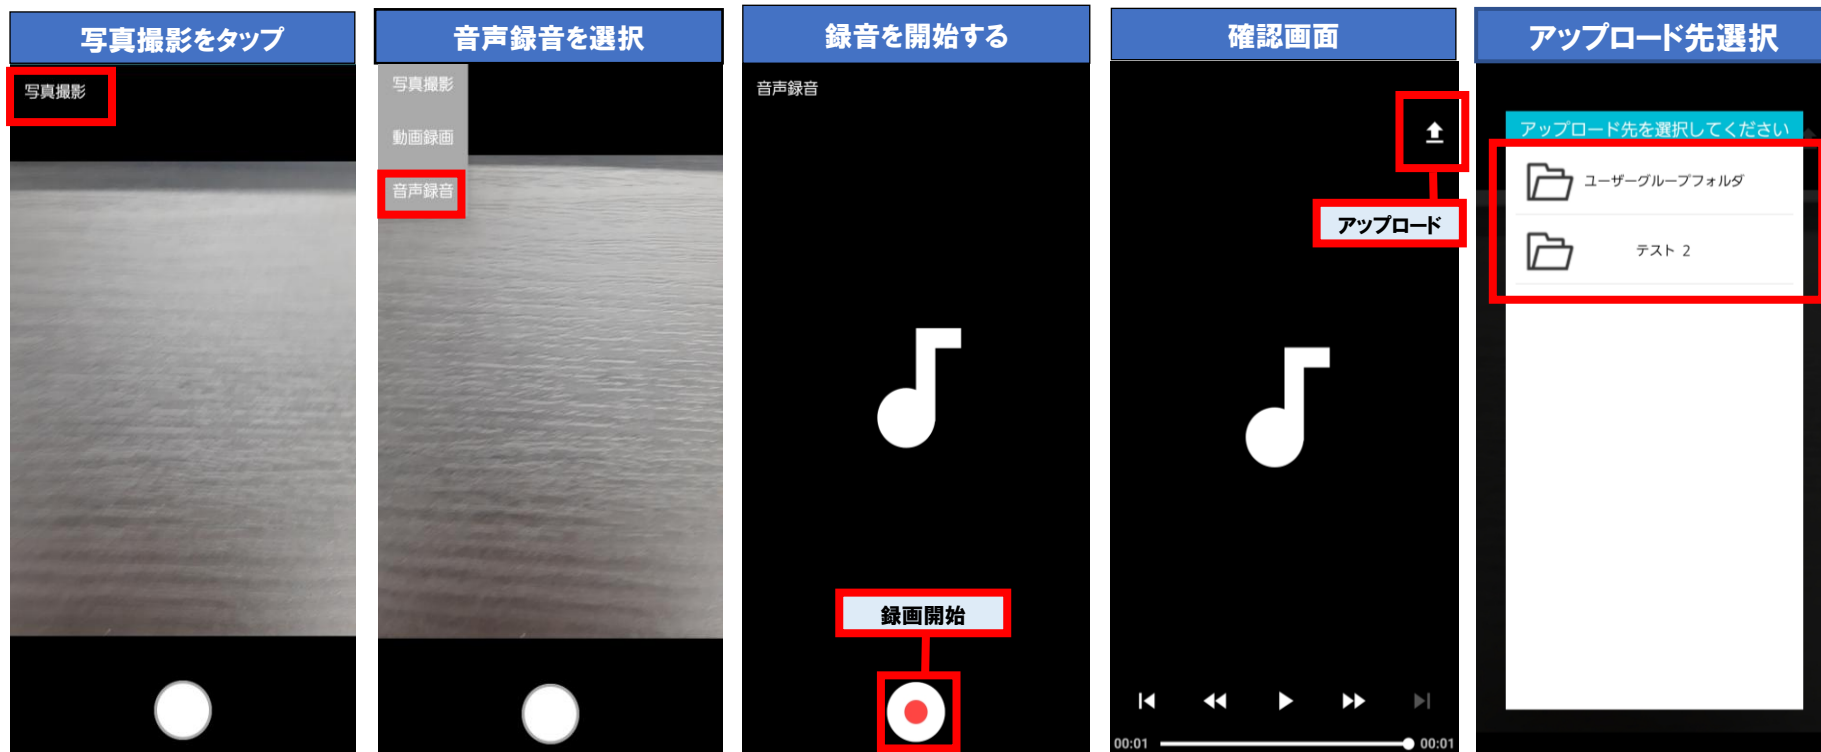 写真撮影をタップ
写真撮影
音声録音を選択
写真撮影
動画録画
音声録音
録音を開始する
音声録音
録画開始
確認画面
アップロード
00:01
00:01
アップロード先選択
アップロード先を選択してください
ユーザーグループフォルダ
テスト 2